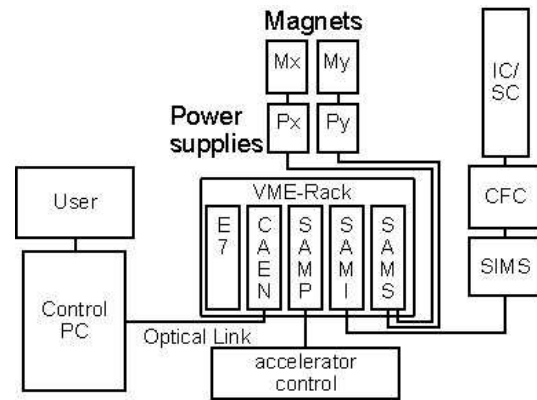 Magnets
Mx
My
IC/
SC
Power
supplies
Px
Py
CFC
SIMS
User
VME-Rack
E
7
C
A
E
N
S
A
M
P
S
A
M
I
S
A
M
S
Control
PC
Optical Link
accelerator
control